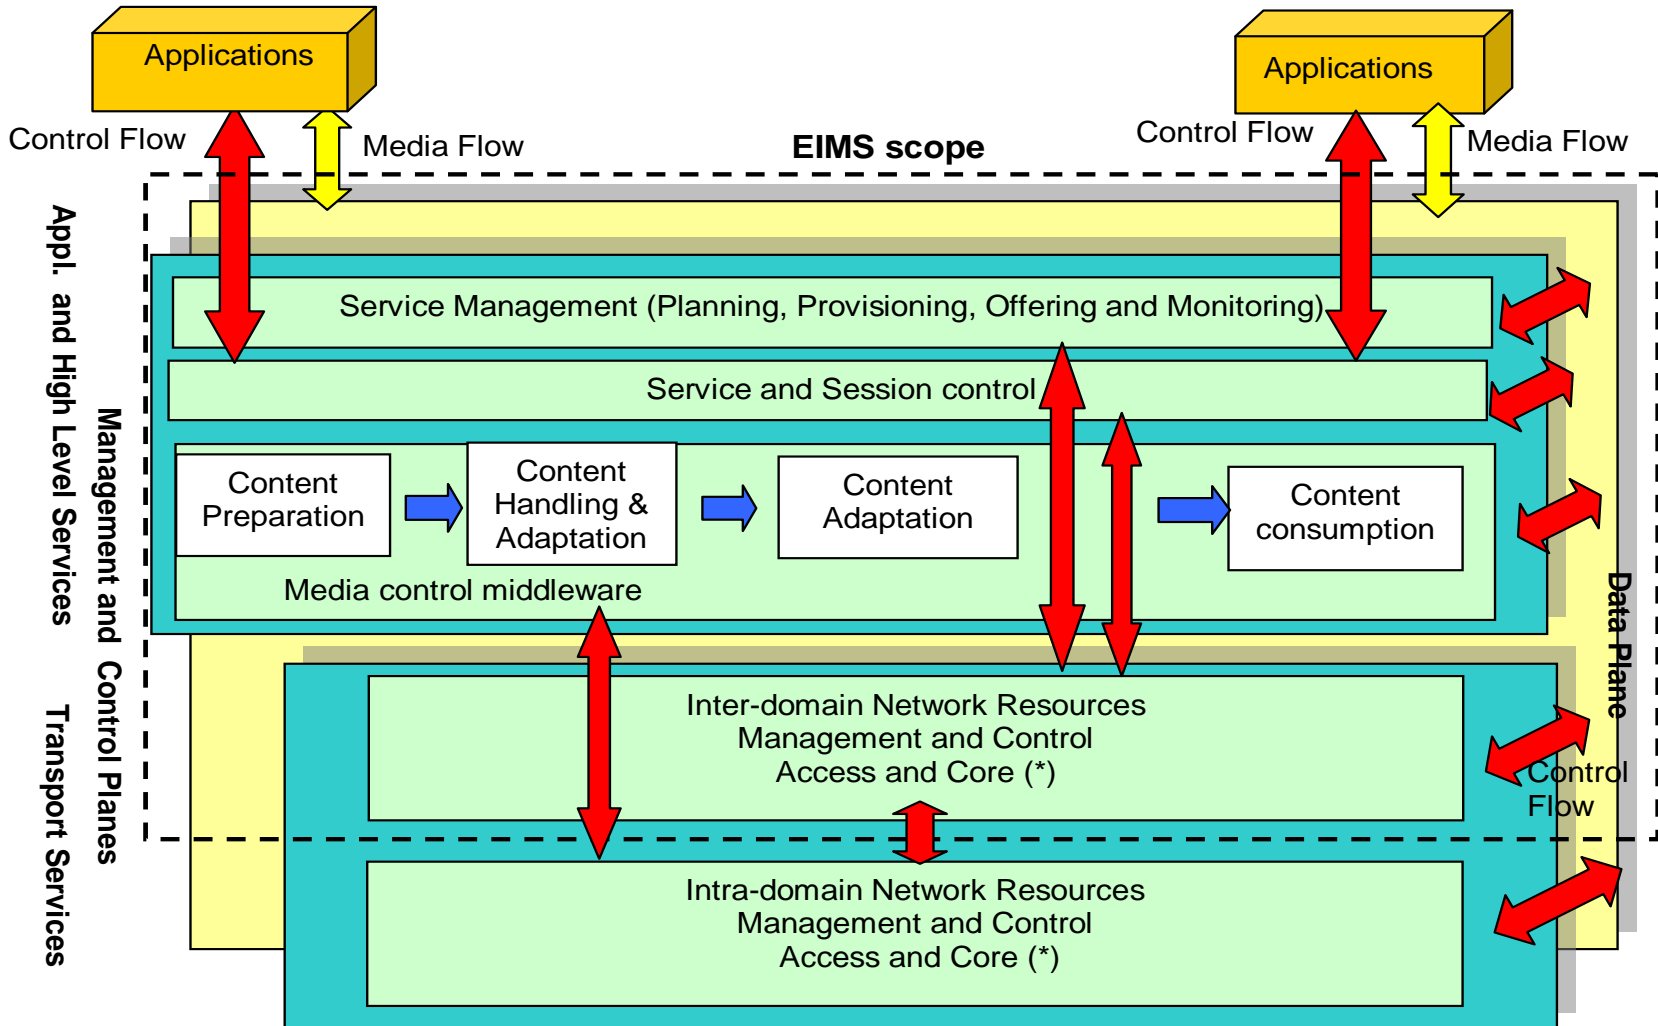 Applications
Applications
Control Flow
Media Flow
EIMS scope
Control Flow
Media Flow
Appl. and High Level Services
Management and Control Planes
Transport Services
Service Management (Planning, Provisioning, Offering and Monitoring)
Service and Session control
Content
Preparation
Content
Handling &
Adaptation
Content
Adaptation
Content
consumption
Media control middleware
Data Plane
Inter-domain Network Resources
Management and Control
Access and Core (*)
Control
Flow
Intra-domain Network Resources
Management and Control
Access and Core (*)